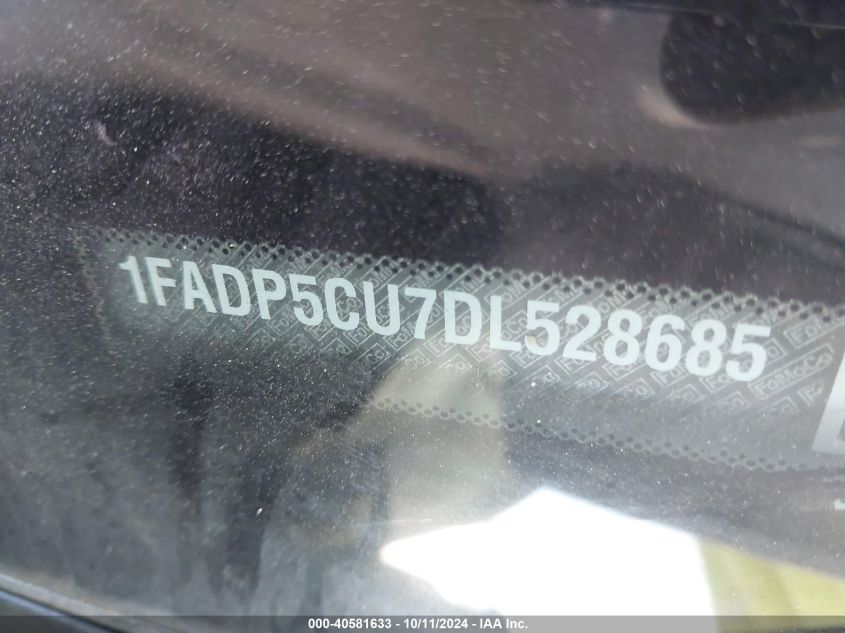 1FADP5CU7DL528685
000-40581633 - 10/11/2024 - IAA Inc.